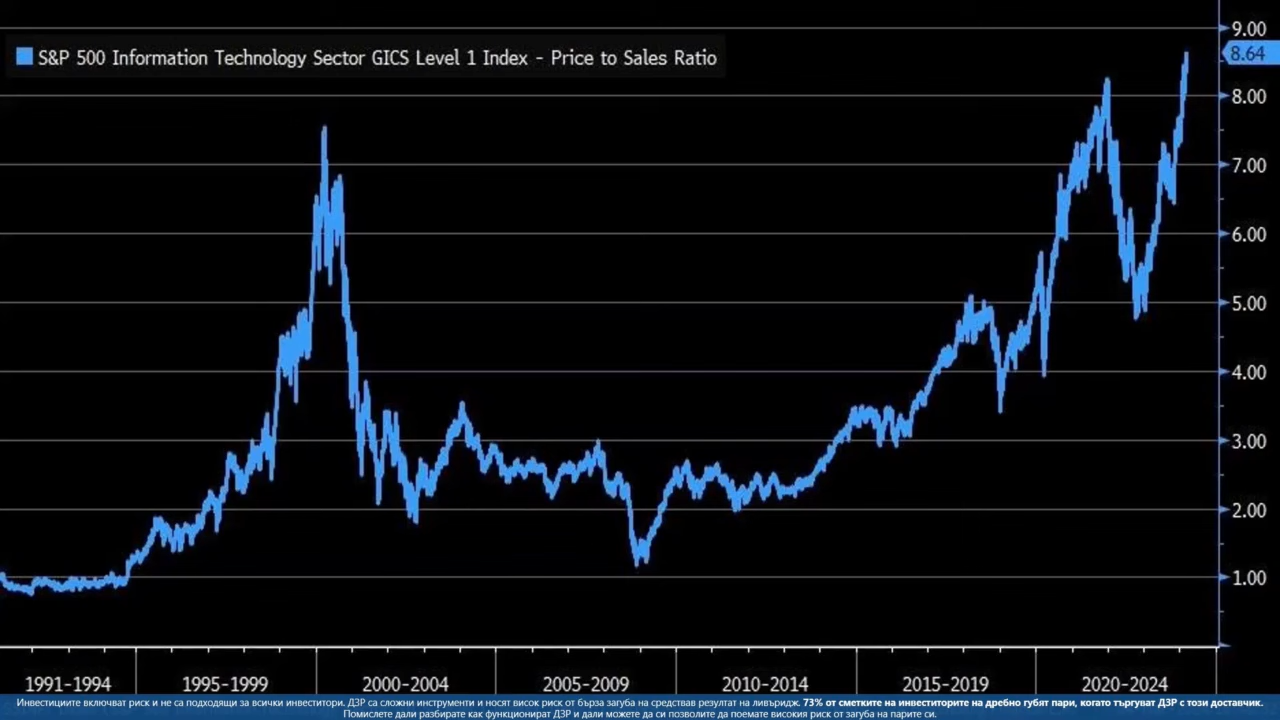 9.00
S&P 500 Information Technology Sector GICS Level 1 Index - Price to Sales Ratio
8.64
8.00
7.00
6.00
5.00
4.00
3.00
2.00
1.00
1991-1994 1995-1999 2000-2004 2005-2009 2010-2014 2015-2019 2020-2024
Инвестициите включват риск и не са подходящи за всички инвеститори. ДЗР са сложни инструменти и носят висок риск от бърза загуба на средствав резултат на ливъридж. 73% от сметките на инвеститорите на дребно губят пари, когато търгуват ДЗР с този доставчик.
Помислете дали разбирате как функционират ДЗР и дали можете да си позволите да поемате високия риск от загуба на парите си.